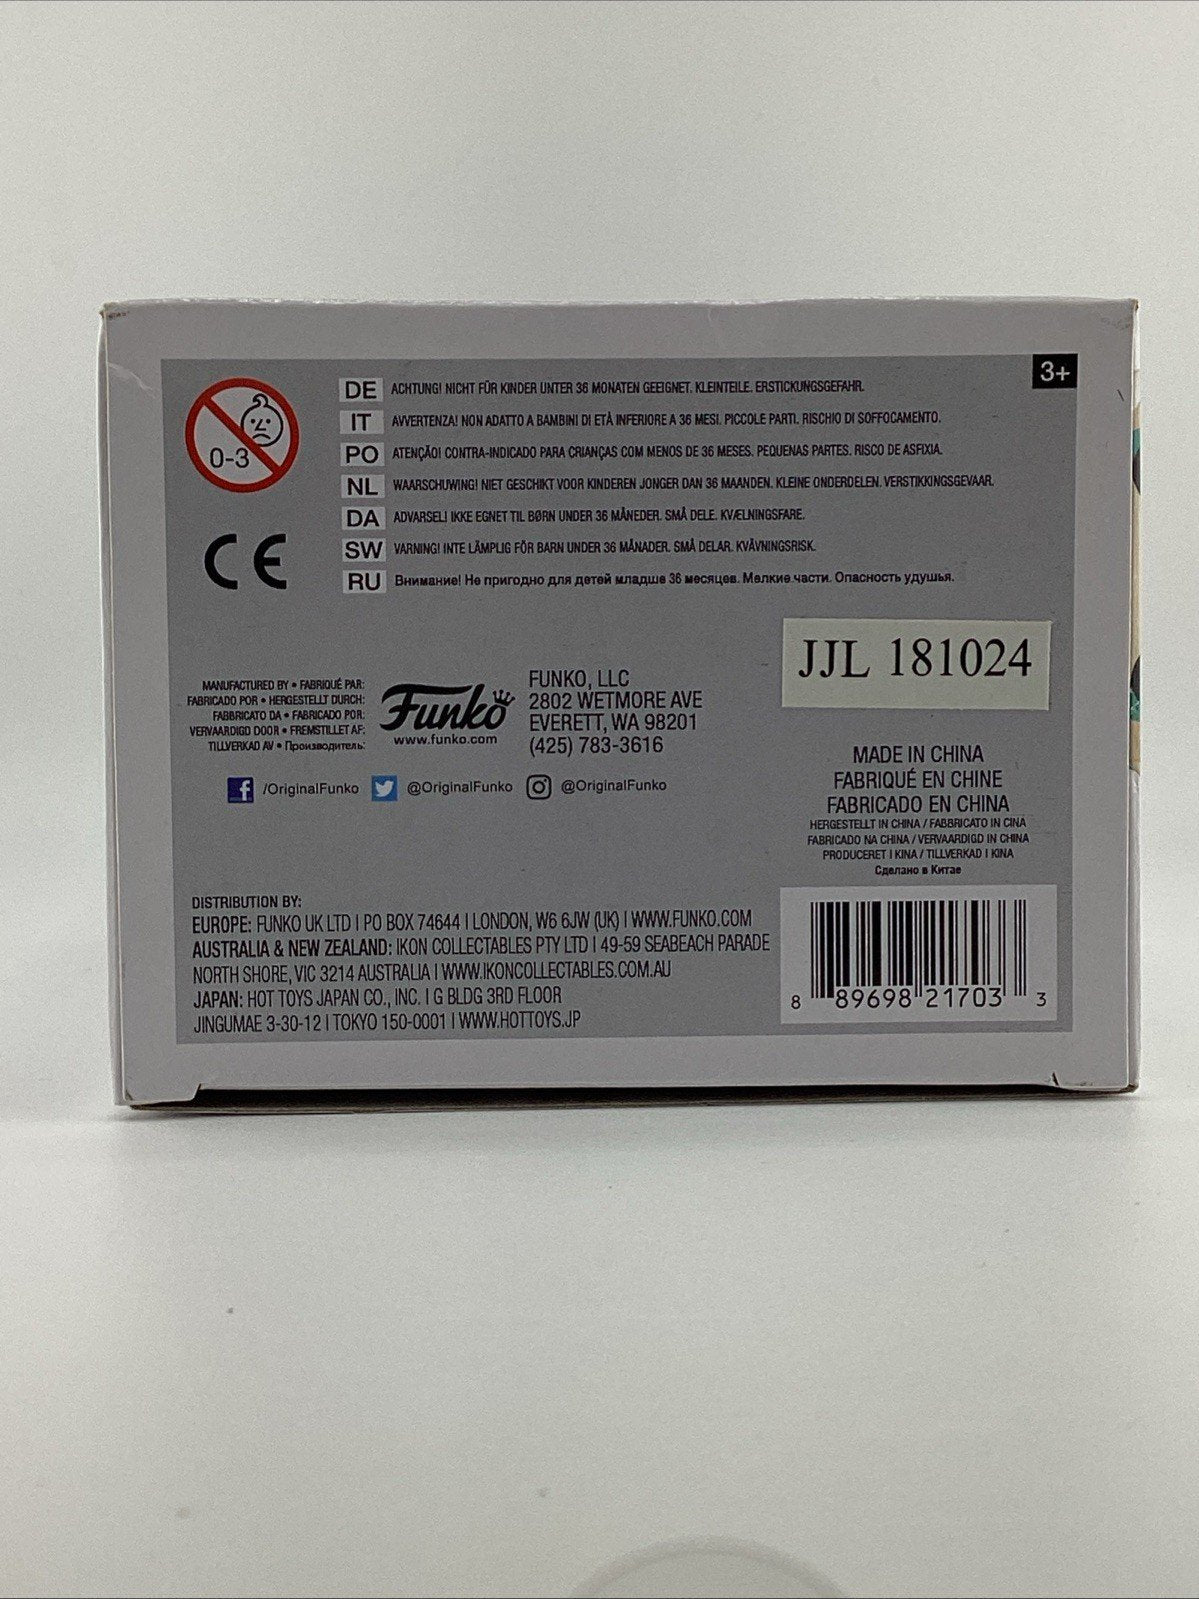 3+
0-3
DE ACHTUNG! NICHT FÜR KINDER UNTER 36 MONATEN GEEIGNET. KLEINTEILE. ERSTICKUNGSGEFAHR.
IT AVVERTENZA! NON ADATTO A BAMBINI DI ETÀ INFERIORE A 36 MESI. PICCOLE PARTI. RISCHIO DI SOFFOCAMENTO.
PO ATENÇÃO! CONTRA-INDICADO PARA CRIANÇAS COM MENOS DE 36 MESES. PEQUENAS PARTES. RISCO DE ASFIXIA.
NL WAARSCHUWING! NIET GESCHIKT VOOR KINDEREN JONGER DAN 36 MAANDEN. KLEINE ONDERDELEN. VERSTIKKINGSGEVAAR.
DA ADVARSEL! IKKE EGNET TIL BØRN UNDER 36 MÅNEDER. SMÅ DELE. KVÆLNINGSFARE.
SW VARNING! INTE LÄMPLIG FÖR BARN UNDER 36 MÅNADER. SMÅ DELAR. KVÄVNINGSRISK.
RU Внимание! Не пригодно для детей младше 36 месяцев. Мелкие части. Опасность удушья.
CE
JJL 181024
MANUFACTURED BY • FABRIQUÉ PAR:
FABRICADO POR • HERGESTELLT DURCH:
FABBRICATO DA • FABRICADO POR:
VERVAARDIGD DOOR • FREMSTILLET AF:
TILLVERKAD AV • Производитель:
Funko
www.funko.com
FUNKO, LLC
2802 WETMORE AVE
EVERETT, WA 98201
(425) 783-3616
/OriginalFunko @OriginalFunko @OriginalFunko
MADE IN CHINA
FABRIQUÉ EN CHINE
FABRICADO EN CHINA
HERGESTELLT IN CHINA / FABBRICATO IN CINA
FABRICADO NA CHINA / VERVAARDIGD IN CHINA
PRODUCERET I KINA / TILLVERKAD I KINA
Сделано в Китае
DISTRIBUTION BY:
EUROPE: FUNKO UK LTD | PO BOX 74644 | LONDON, W6 6JW (UK) | WWW.FUNKO.COM
AUSTRALIA & NEW ZEALAND: IKON COLLECTABLES PTY LTD | 49-59 SEABEACH PARADE
NORTH SHORE, VIC 3214 AUSTRALIA | WWW.IKONCOLLECTABLES.COM.AU
JAPAN: HOT TOYS JAPAN CO., INC. | G BLDG 3RD FLOOR
JINGUMAE 3-30-12 | TOKYO 150-0001 | WWW.HOTTOYS.JP
8 89698 21703 3